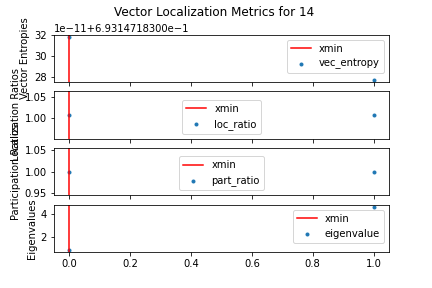 Vector Localization Metrics for 14
1e−11+6.9314718300e−1
Vector Entropies
32
30
28
xmin
vec_entropy
Localization Ratios
1.05
1.00
xmin
loc_ratio
Participation Ratios
1.05
1.00
0.95
xmin
part_ratio
Eigenvalues
4
2
xmin
eigenvalue
0.0 0.2 0.4 0.6 0.8 1.0